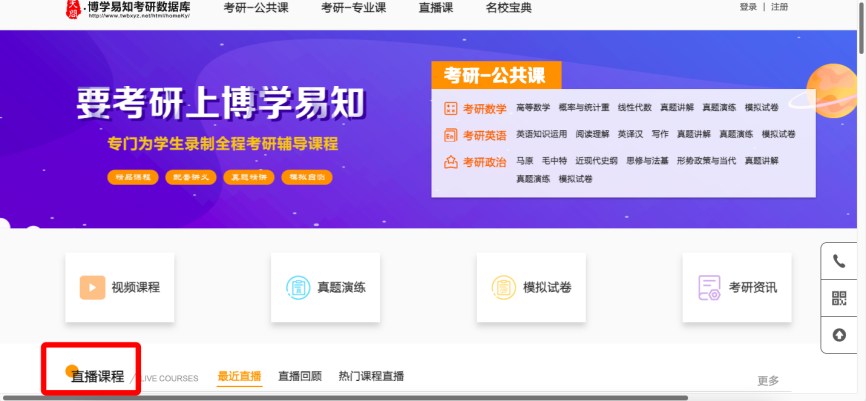 博学易知考研数据库
http://www.twbxyz.net/html/homeKy/
考研-公共课
考研-专业课
直播课
名校宝典
登录 | 注册
要考研上博学易知
专门为学生录制全程考研辅导课程
精品课程 配套讲义 真题精讲 模拟自测
考研-公共课
考研数学 高等数学 概率与统计重 线性代数 真题讲解 真题演练 模拟试卷
考研英语 英语知识运用 阅读理解 英译汉 写作 真题讲解 真题演练 模拟试卷
考研政治 马原 毛中特 近现代史纲 思修与法基 形势政策与当代 真题讲解
真题演练 模拟试卷
视频课程
真题演练
模拟试卷
考研资讯
直播课程 / LIVE COURSES 最近直播 直播回顾 热门课程直播
更多